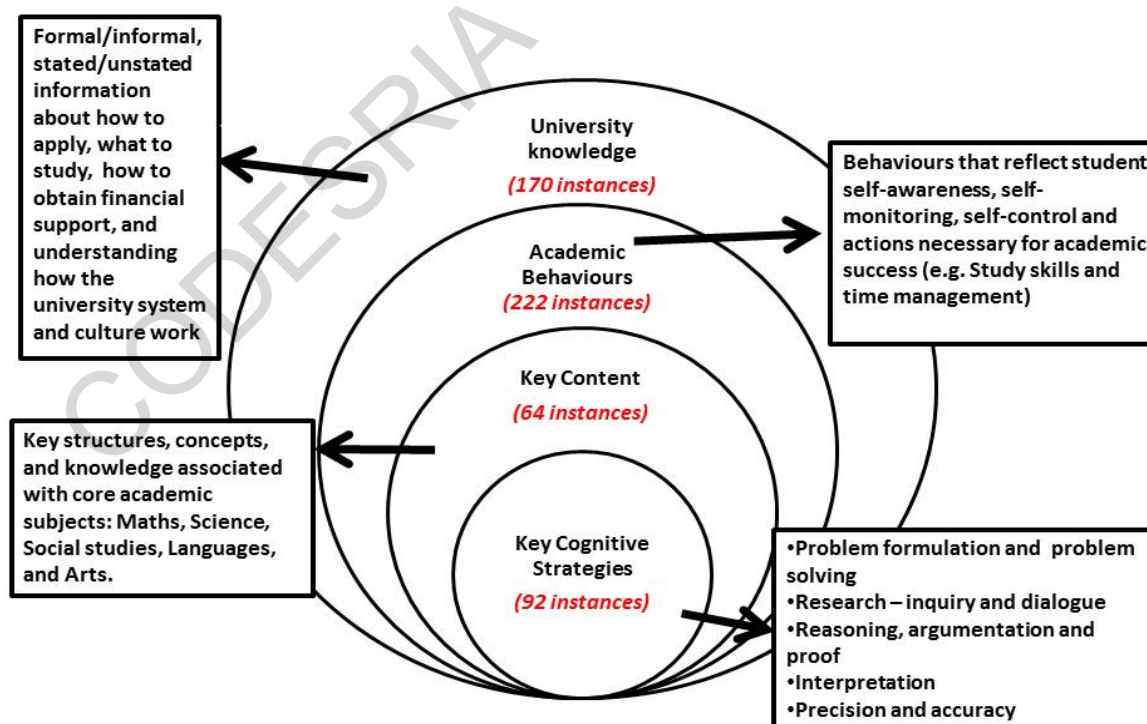 Formal/informal,
stated/unstated
information
about how to
apply, what to
study, how to
obtain financial
support, and
understanding
how the
university system
and culture work
University
knowledge
(170 instances)
Behaviours that reflect student
self-awareness, self-
monitoring, self-control and
actions necessary for academic
success (e.g. Study skills and
time management)
Academic
Behaviours
(222 instances)
Key Content
(64 instances)
Key structures, concepts,
and knowledge associated
with core academic
subjects: Maths, Science,
Social studies, Languages,
and Arts.
Key Cognitive
Strategies
(92 instances)
•Problem formulation and problem
solving
•Research – inquiry and dialogue
•Reasoning, argumentation and
proof
•Interpretation
•Precision and accuracy
CODESRIA